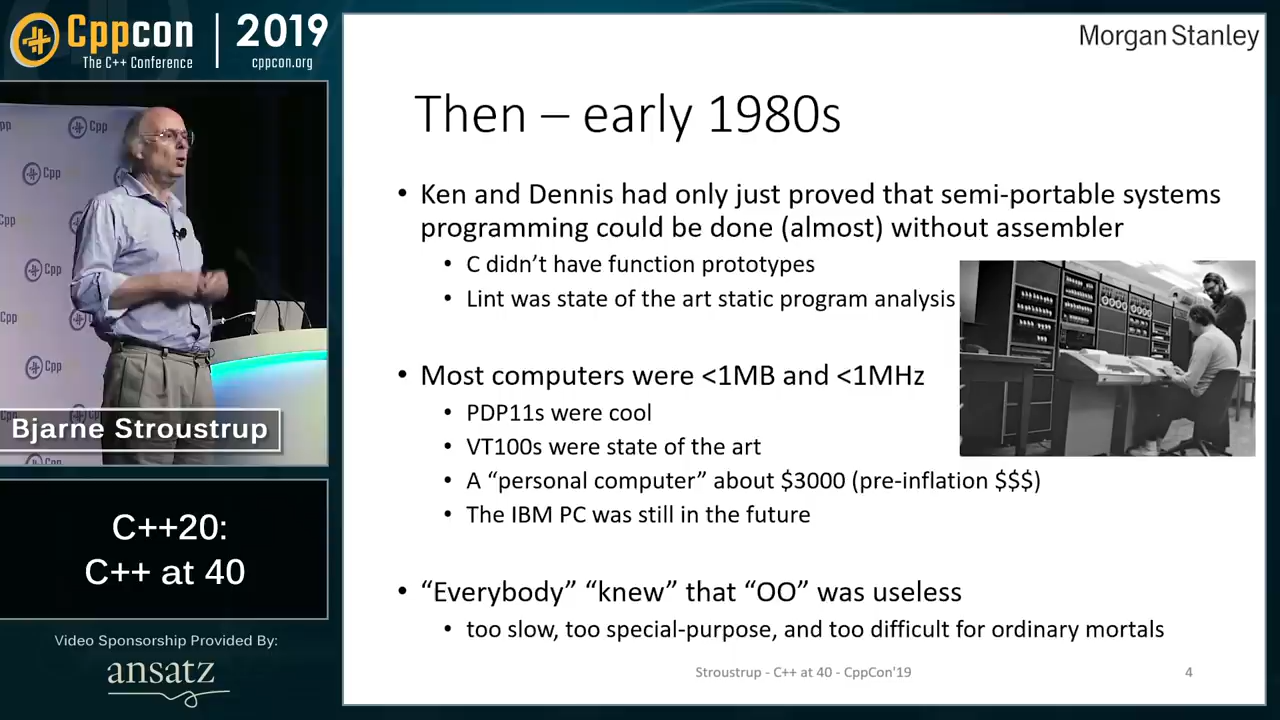 Cppcon
The C++ Conference
2019
cppcon.org
Morgan Stanley
Then – early 1980s
• Ken and Dennis had only just proved that semi-portable systems
programming could be done (almost) without assembler
• C didn’t have function prototypes
• Lint was state of the art static program analysis
• Most computers were <1MB and <1MHz
• PDP11s were cool
• VT100s were state of the art
• A “personal computer” about $3000 (pre-inflation $$$)
• The IBM PC was still in the future
• “Everybody” “knew” that “OO” was useless
• too slow, too special-purpose, and too difficult for ordinary mortals
Stroustrup - C++ at 40 - CppCon'19
4
Cpp
Cpp
Cpp
Cpp
Cpp
Bjarne Stroustrup
C++20:
C++ at 40
Video Sponsorship Provided By:
ansatz